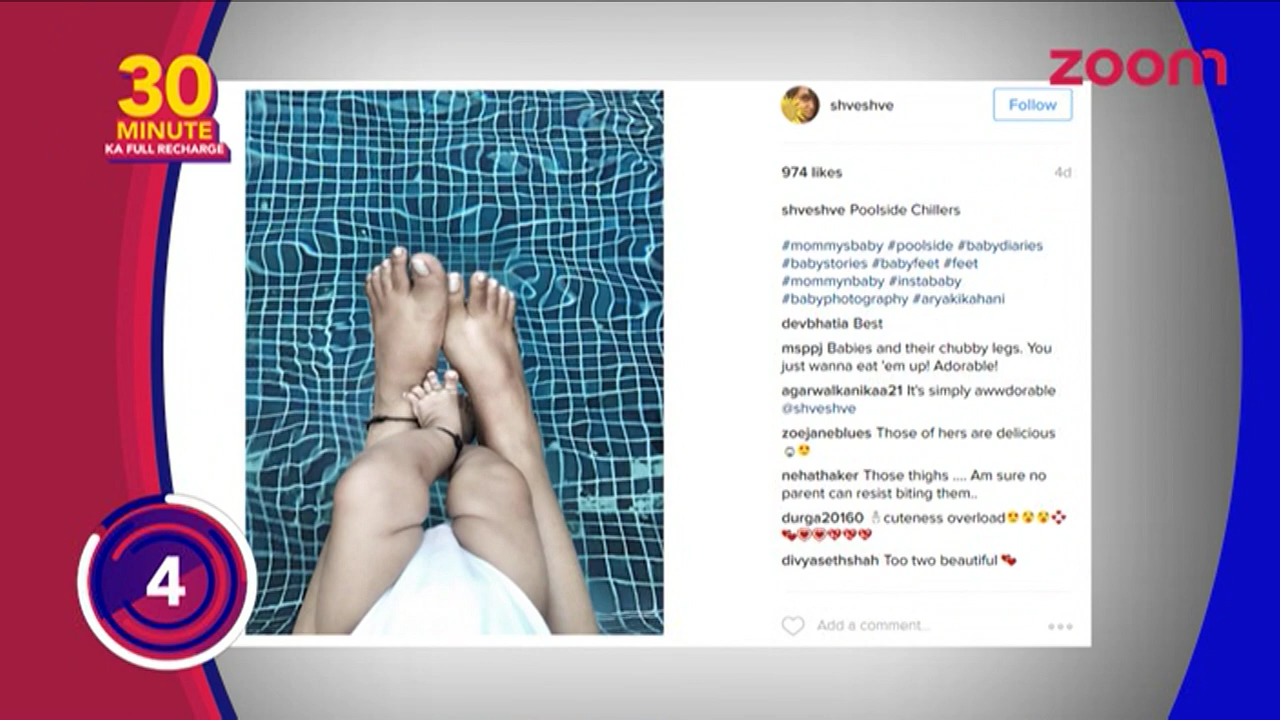 30
MINUTE
KA FULL RECHARGE
zoom
shveshve
Follow
974 likes
4d
shveshve Poolside Chillers
#mommysbaby #poolside #babydiaries
#babystories #babyfeet #feet
#mommynbaby #instababy
#babyphotography #aryakikahani
devbhatia Best
msppj Babies and their chubby legs. You
just wanna eat 'em up! Adorable!
agarwalkanikaa21 It's simply awwdorable
@shveshve
zoejaneblues Those of hers are delicious
☺😍
nehathaker Those thighs .... Am sure no
parent can resist biting them..
durga20160 cuteness overload
divyasethshah Too two beautiful
Add a comment...
4